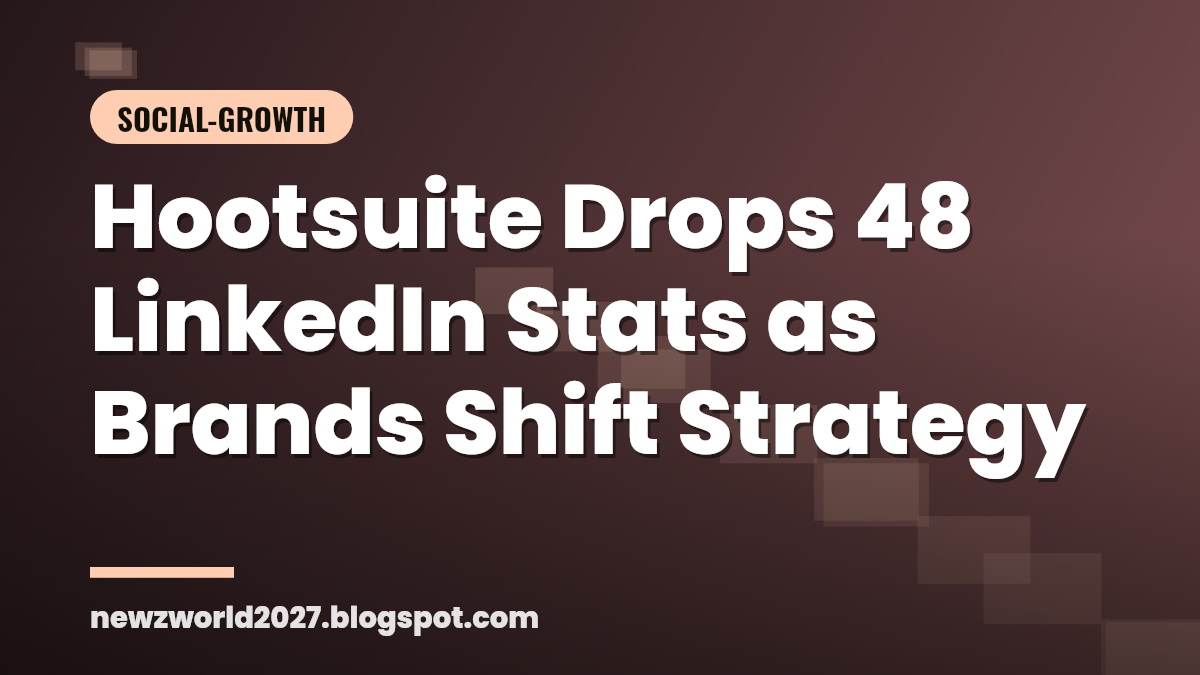 SOCIAL-GROWTH
Hootsuite Drops 48
LinkedIn Stats as
Brands Shift Strategy
newzworld2027.blogspot.com